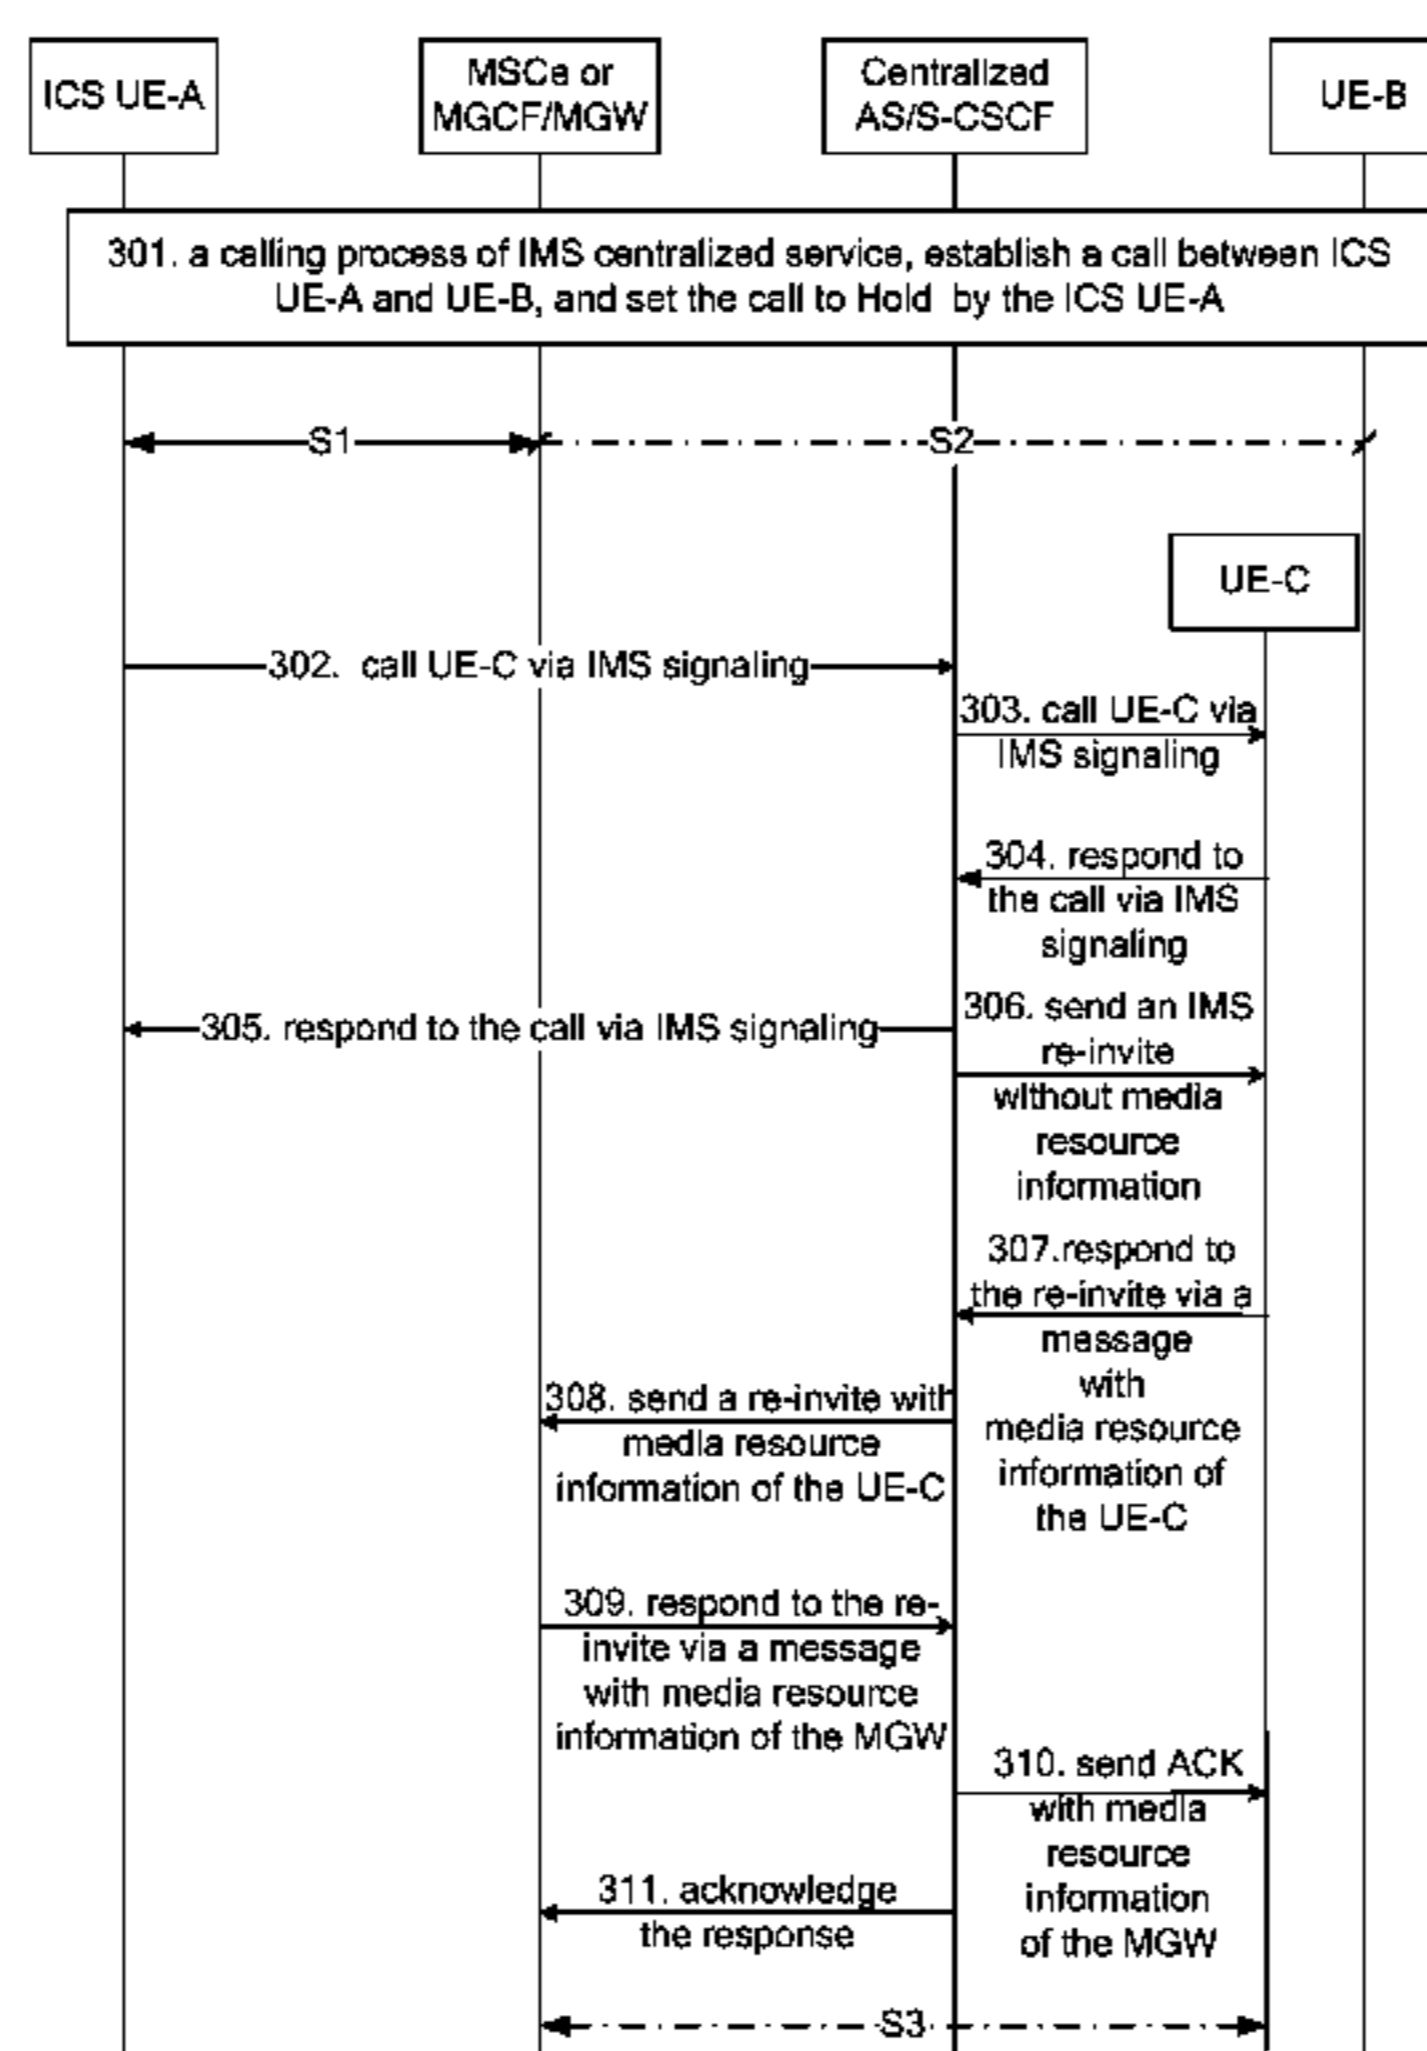 ICS UE-A
MSCe or
MGCF/MGW
Centralized
AS/S-CSCF
UE-B
301. a calling process of IMS centralized service, establish a call between ICS
UE-A and UE-B, and set the call to Hold by the ICS UE-A
S1
S2
UE-C
302. call UE-C via IMS signaling
303. call UE-C via
IMS signaling
304. respond to
the call via IMS
signaling
305. respond to the call via IMS signaling
306. send an IMS
re-invite
without media
resource
information
307.respond to
the re-invite via a
message
with
media resource
information of
the UE-C
308. send a re-invite with
media resource
information of the UE-C
309. respond to the re-
invite via a message
with media resource
information of the MGW
310. send ACK
with media
resource
information
of the MGW
311. acknowledge
the response
S3